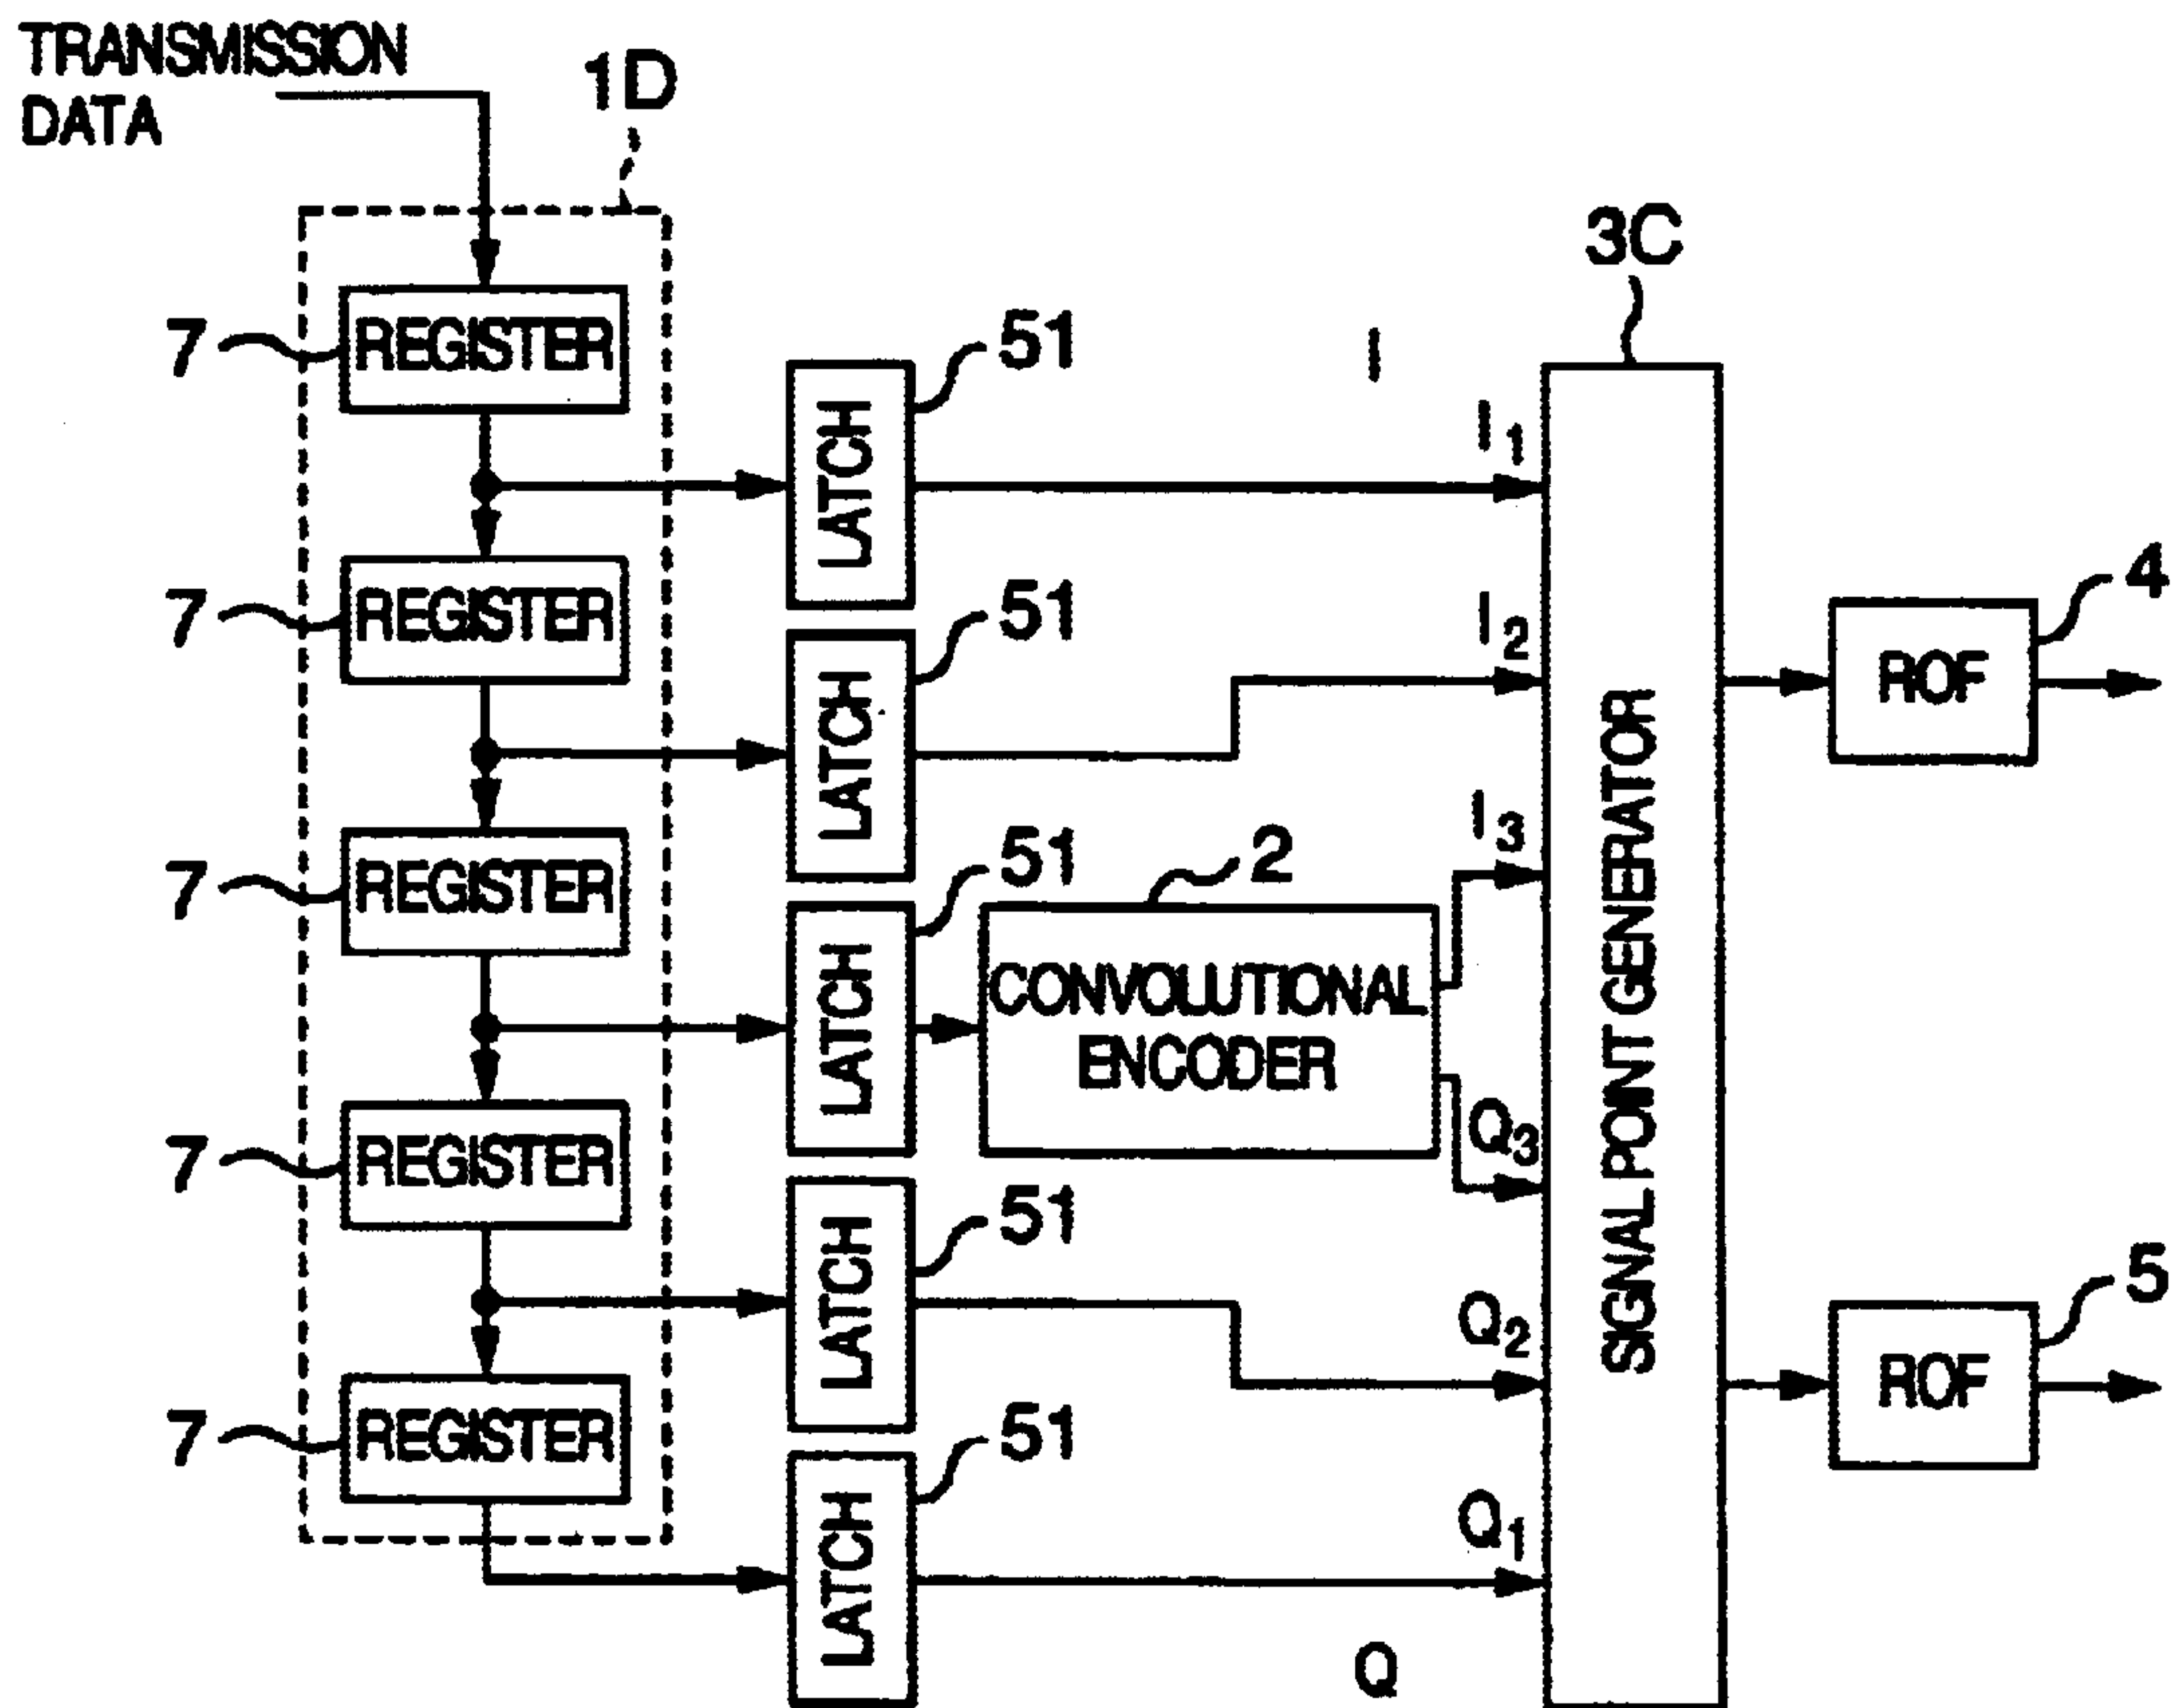 TRANSMISSION
DATA
1D
3C
7
REGISTER
LATCH
51
I
I1
7
REGISTER
LATCH
51
I2
4
ROF
7
REGISTER
LATCH
51
2
CONVOLUTIONAL
ENCODER
I3
Q3
SIGNAL POINT GENERATOR
7
REGISTER
LATCH
51
Q2
5
ROF
7
REGISTER
LATCH
51
Q1
Q